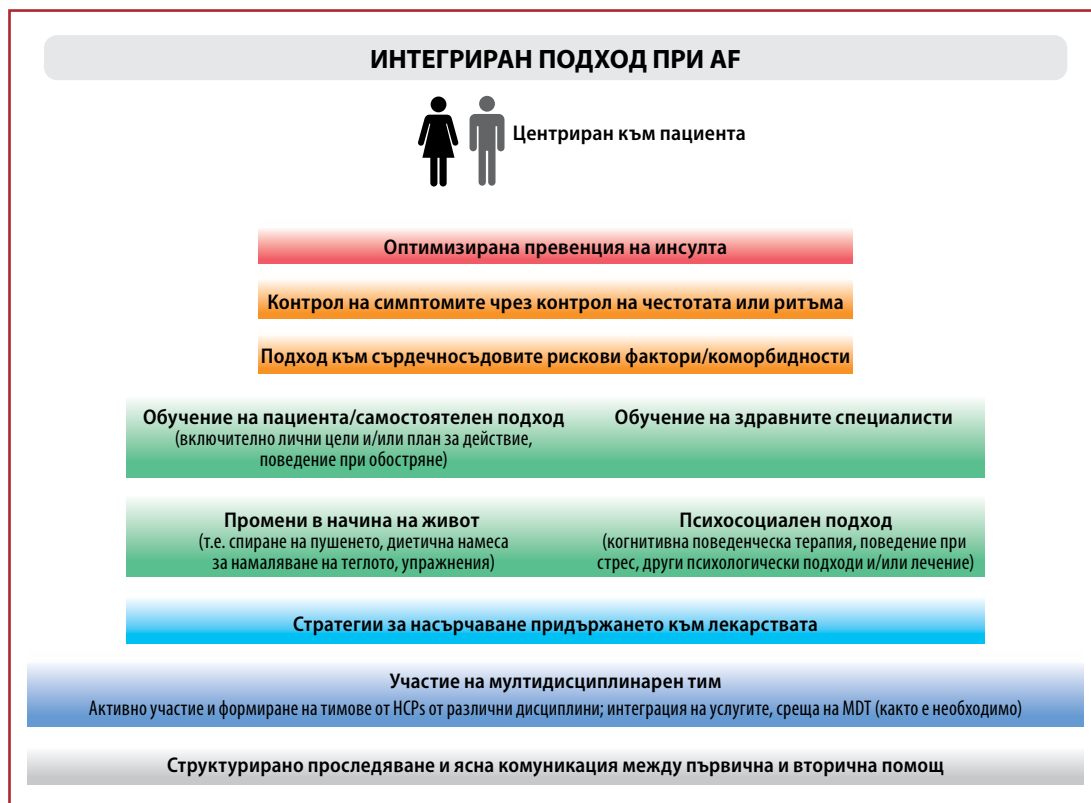 ИНТЕГРИРАН ПОДХОД ПРИ AF
Центриран към пациента
Оптимизирана превенция на инсулта
Контрол на симптомите чрез контрол на честотата или ритъма
Подход към сърдечносъдовите рискови фактори/коморбидности
Обучение на пациента/самостоятелен подход
(включително лични цели и/или план за действие,
поведение при обостряне)
Обучение на здравните специалисти
Промени в начина на живот
(т.е. спиране на пушенето, диетична намеса
за намаляване на теглото, упражнения)
Психосоциален подход
(когнитивна поведенческа терапия, поведение при
стрес, други психологически подходи и/или лечение)
Стратегии за насърчаване придържането към лекарствата
Участие на мултидисциплинарен тим
Активно участие и формиране на тимове от HCPs от различни дисциплини; интеграция на услугите, среща на MDT (както е необходимо)
Структурирано проследяване и ясна комуникация между първична и вторична помощ